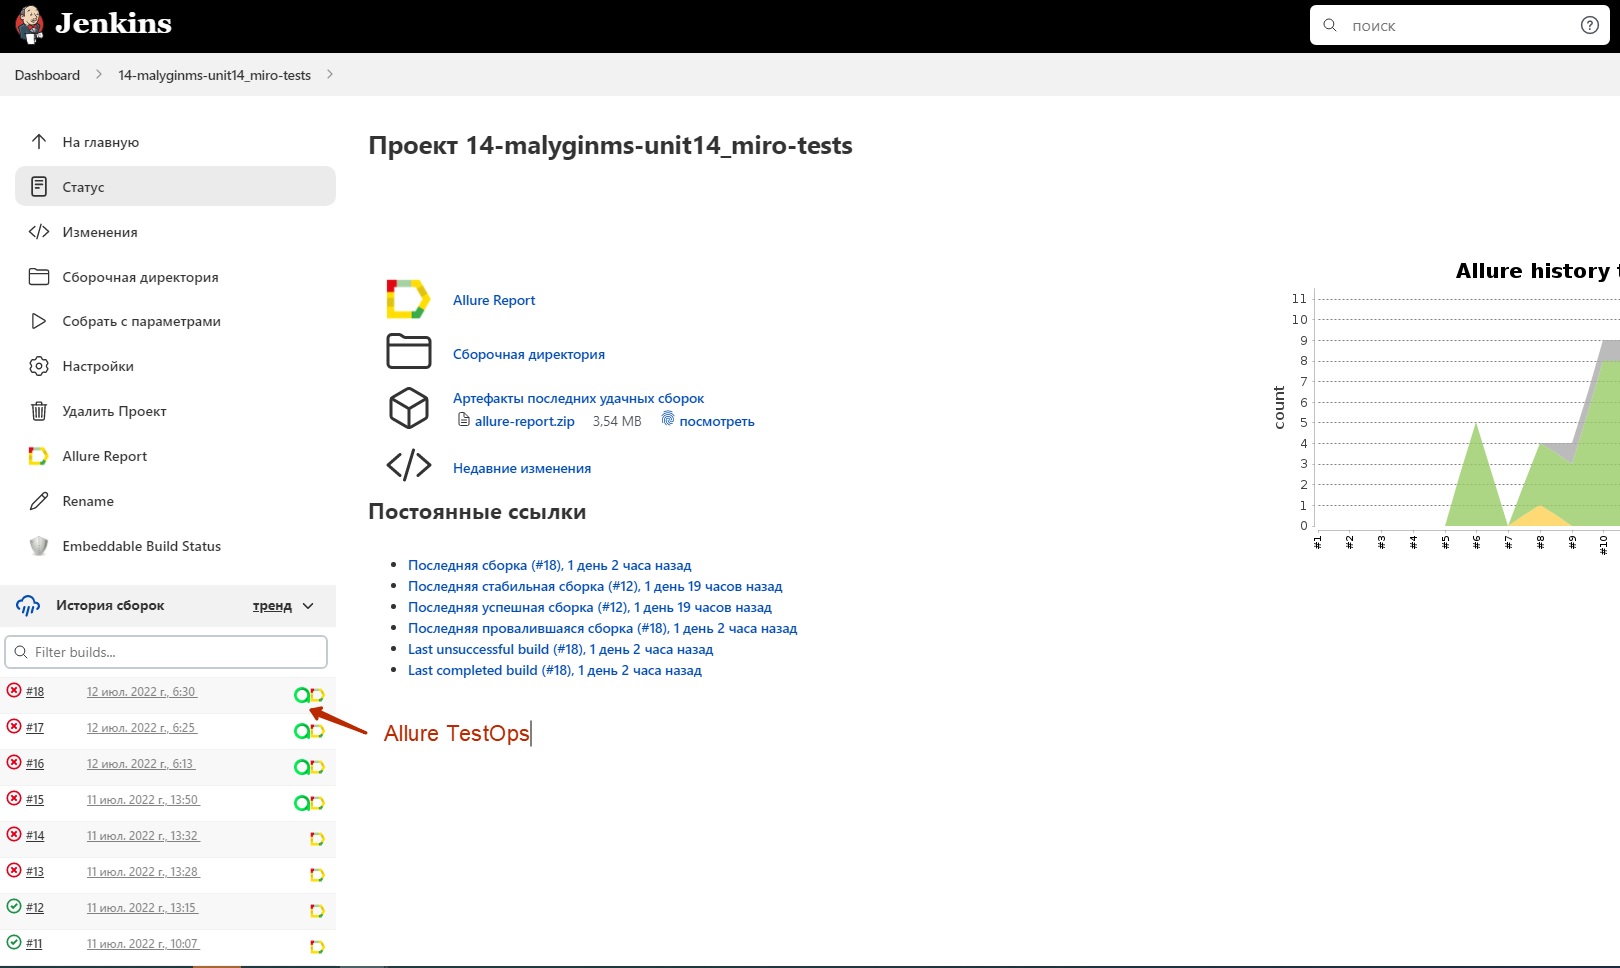 Jenkins
поиск
Dashboard
14-malyginms-unit14_miro-tests
На главную
Статус
Изменения
Сборочная директория
Собрать с параметрами
Настройки
Удалить Проект
Allure Report
Rename
Embeddable Build Status
История сборок
тренд
Filter builds...
#18 12 июл. 2022 г., 6:30
#17 12 июл. 2022 г., 6:25
#16 12 июл. 2022 г., 6:13
#15 11 июл. 2022 г., 13:50
#14 11 июл. 2022 г., 13:32
#13 11 июл. 2022 г., 13:28
#12 11 июл. 2022 г., 13:15
#11 11 июл. 2022 г., 10:07
Проект 14-malyginms-unit14_miro-tests
Allure Report
Сборочная директория
Артефакты последних удачных сборок
allure-report.zip 3,54 MB посмотреть
Недавние изменения
Постоянные ссылки
Последняя сборка (#18), 1 день 2 часа назад
Последняя стабильная сборка (#12), 1 день 19 часов назад
Последняя успешная сборка (#12), 1 день 19 часов назад
Последняя провалившаяся сборка (#18), 1 день 2 часа назад
Last unsuccessful build (#18), 1 день 2 часа назад
Last completed build (#18), 1 день 2 часа назад
Allure TestOps
Allure history t
count
11
10
9
8
7
6
5
4
3
2
1
0
#1 #2 #3 #4 #5 #6 #7 #8 #9 #10